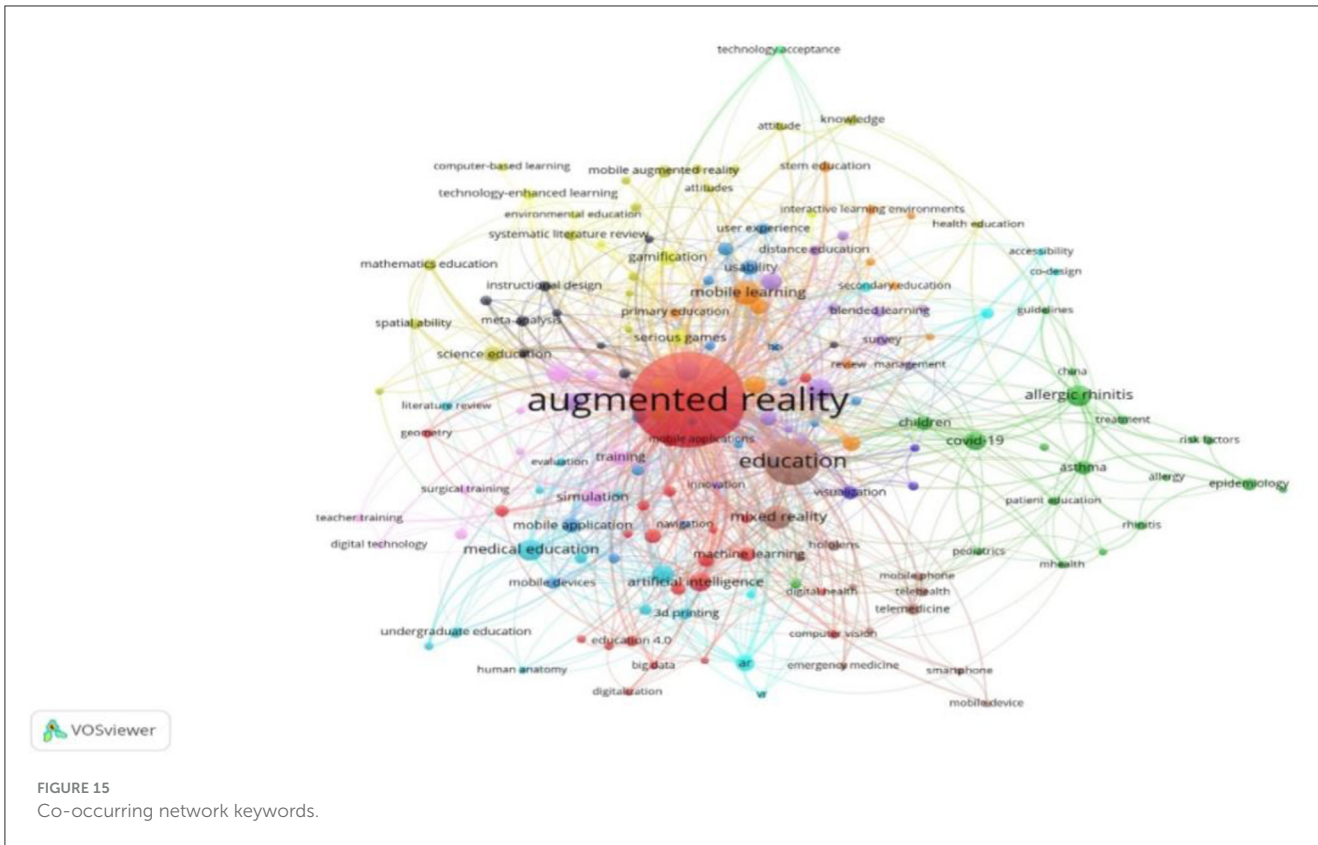 technology acceptance
attitude
knowledge
computer-based learning
mobile augmented reality
stem education
technology-enhanced learning
attitudes
environmental education
interactive learning environments
systematic literature review
user experience
health education
gamification
distance education
accessibility
mathematics education
usability
co-design
instructional design
mobile learning
secondary education
spatial ability
meta-analysis
primary education
blended learning
guidelines
science education
serious games
survey
review
management
china
augmented reality
allergic rhinitis
literature review
geometry
mobile applications
children
treatment
covid-19
risk factors
evaluation
training
education
asthma
allergy
epidemiology
surgical training
simulation
innovation
visualization
patient education
teacher training
mobile application
navigation
mixed reality
rhinitis
digital technology
medical education
machine learning
hololens
pediatrics
mhealth
mobile devices
artificial intelligence
digital health
mobile phone
telehealth
3d printing
telemedicine
undergraduate education
education 4.0
computer vision
human anatomy
big data
ar
emergency medicine
smartphone
digitalization
vr
mobile device
VOSviewer
FIGURE 15
Co-occurring network keywords.